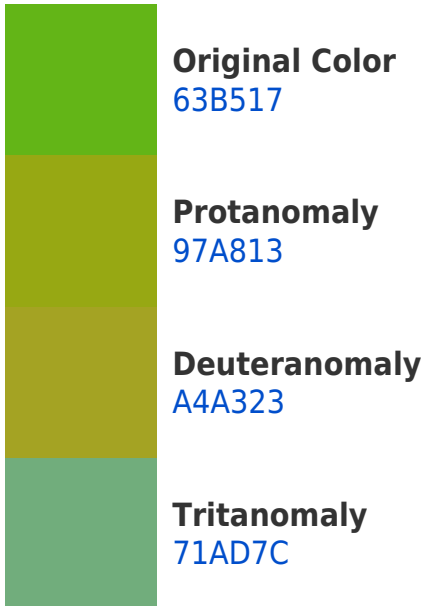 Original Color
63B517
Protanomaly
97A813
Deuteranomaly
A4A323
Tritanomaly
71AD7C